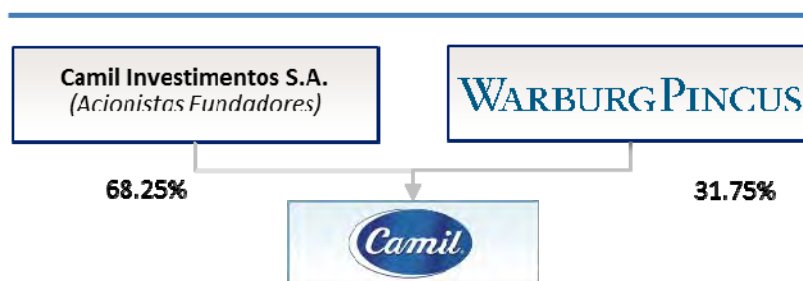 Camil Investimentos S.A.
(Acionistas Fundadores)
WARBURG PINCUS
68.25%
31.75%
Camil